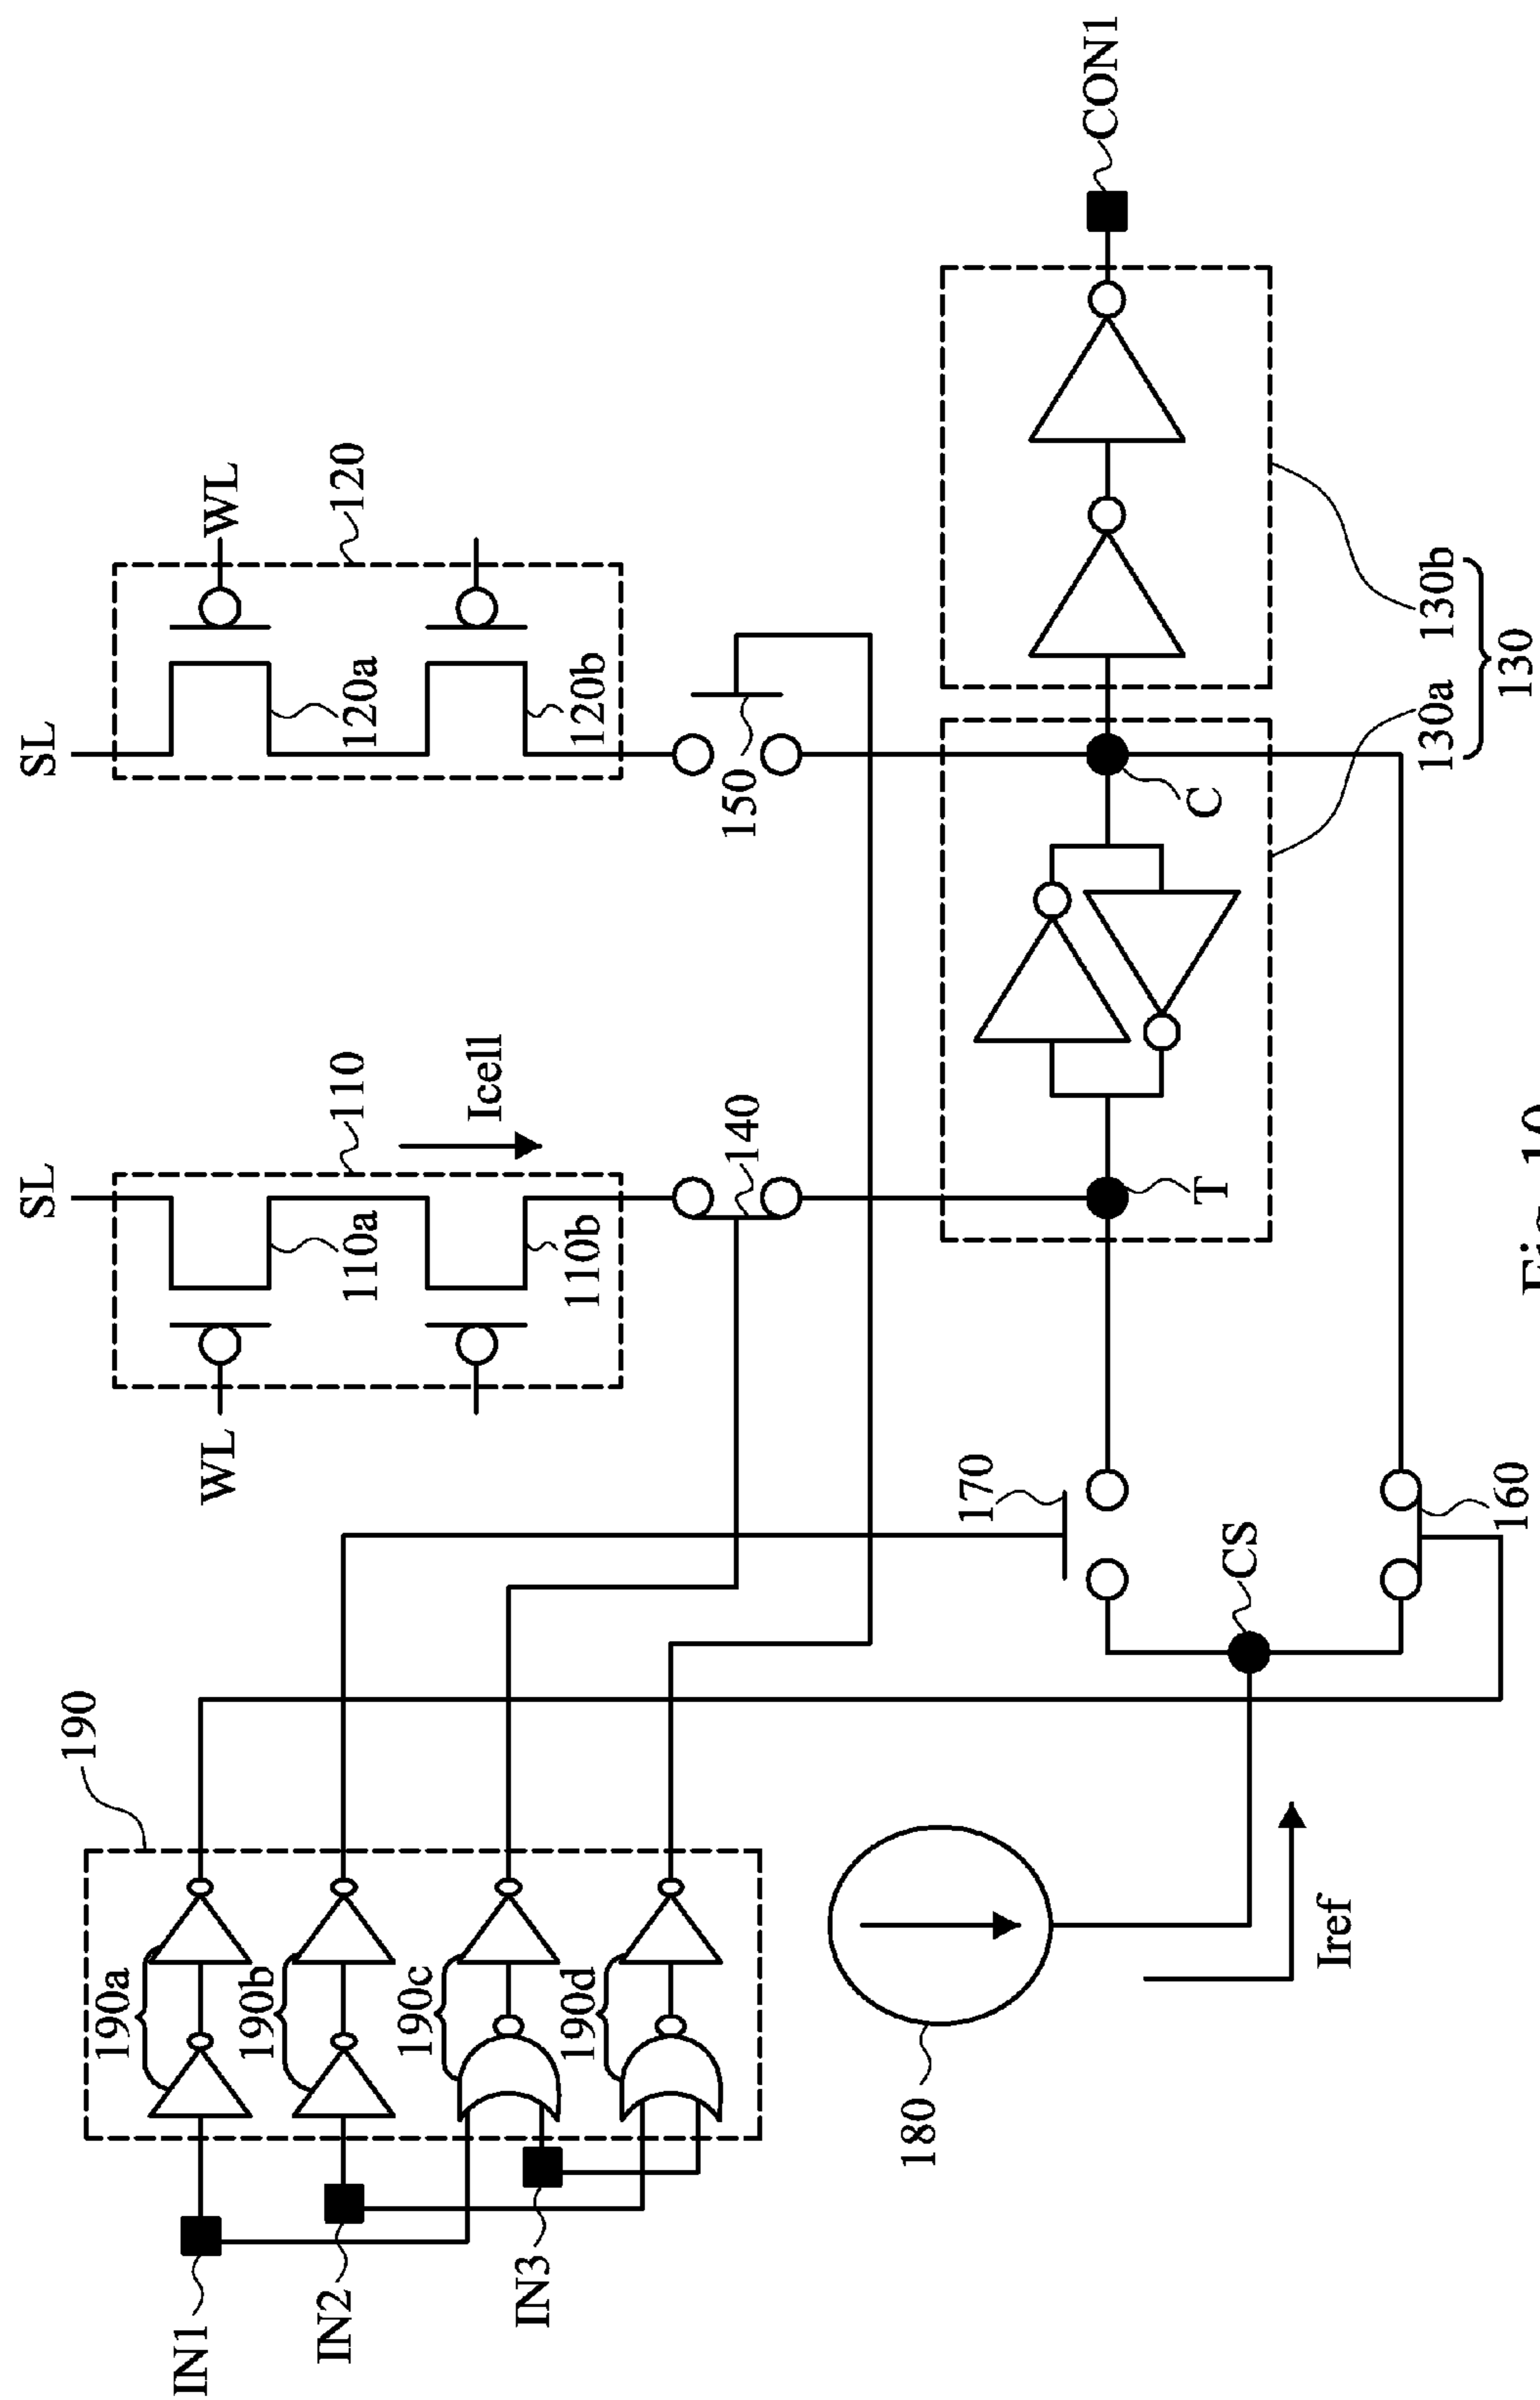 SL
SL
WL
WL
120
120a
120b
110
110a
110b
Icell
140
150
190
190a
190b
190c
190d
IN1
IN2
IN3
170
T
C
CON1
180
CS
Iref
160
130a
130b
130